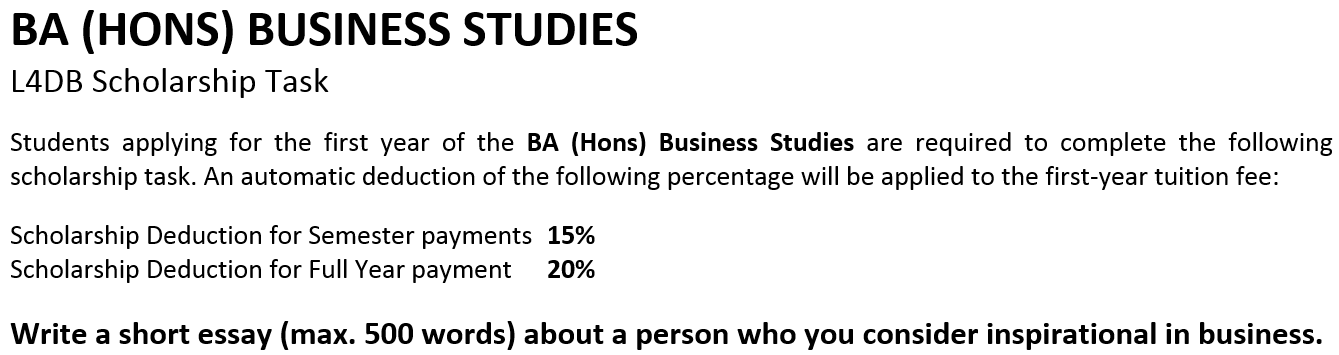 BA (HONS) BUSINESS STUDIES
L4DB Scholarship Task
Students applying for the first year of the BA (Hons) Business Studies are required to complete the following
scholarship task. An automatic deduction of the following percentage will be applied to the first-year tuition fee:
Scholarship Deduction for Semester payments 15%
Scholarship Deduction for Full Year payment 20%
Write a short essay (max. 500 words) about a person who you consider inspirational in business.